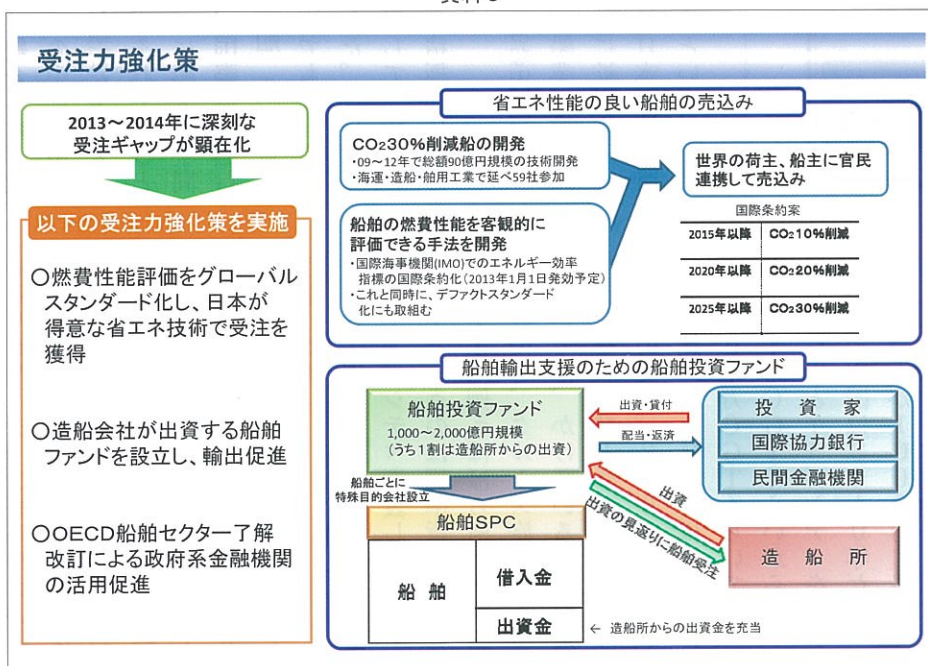 受注力強化策
2013～2014年に深刻な
受注ギャップが顕在化
以下の受注力強化策を実施
○燃費性能評価をグローバル
スタンダード化し、日本が
得意な省エネ技術で受注を
獲得
○造船会社が出資する船舶
ファンドを設立し、輸出促進
○OECD船舶セクター了解
改訂による政府系金融機関
の活用促進
省エネ性能の良い船舶の売込み
CO₂30％削減船の開発
・09～12年で総額90億円規模の技術開発
・海運・造船・舶用工業で延べ59社参加
船舶の燃費性能を客観的に
評価できる手法を開発
・国際海事機関(IMO)でのエネルギー効率
指標の国際条約化(2013年1月1日発効予定)
・これと同時に、デファクトスタンダード
化にも取組む
世界の荷主、船主に官民
連携して売込み
国際条約案
2015年以降 CO₂10％削減
2020年以降 CO₂20％削減
2025年以降 CO₂30％削減
船舶輸出支援のための船舶投資ファンド
船舶投資ファンド
1,000～2,000億円規模
(うち1割は造船所からの出資)
出資・貸付
配当・返済
投資家
国際協力銀行
民間金融機関
船舶ごとに
特殊目的会社設立
出資
出資の見返りに船舶受注
造船所
船舶SPC
船舶
借入金
出資金
← 造船所からの出資金を充当